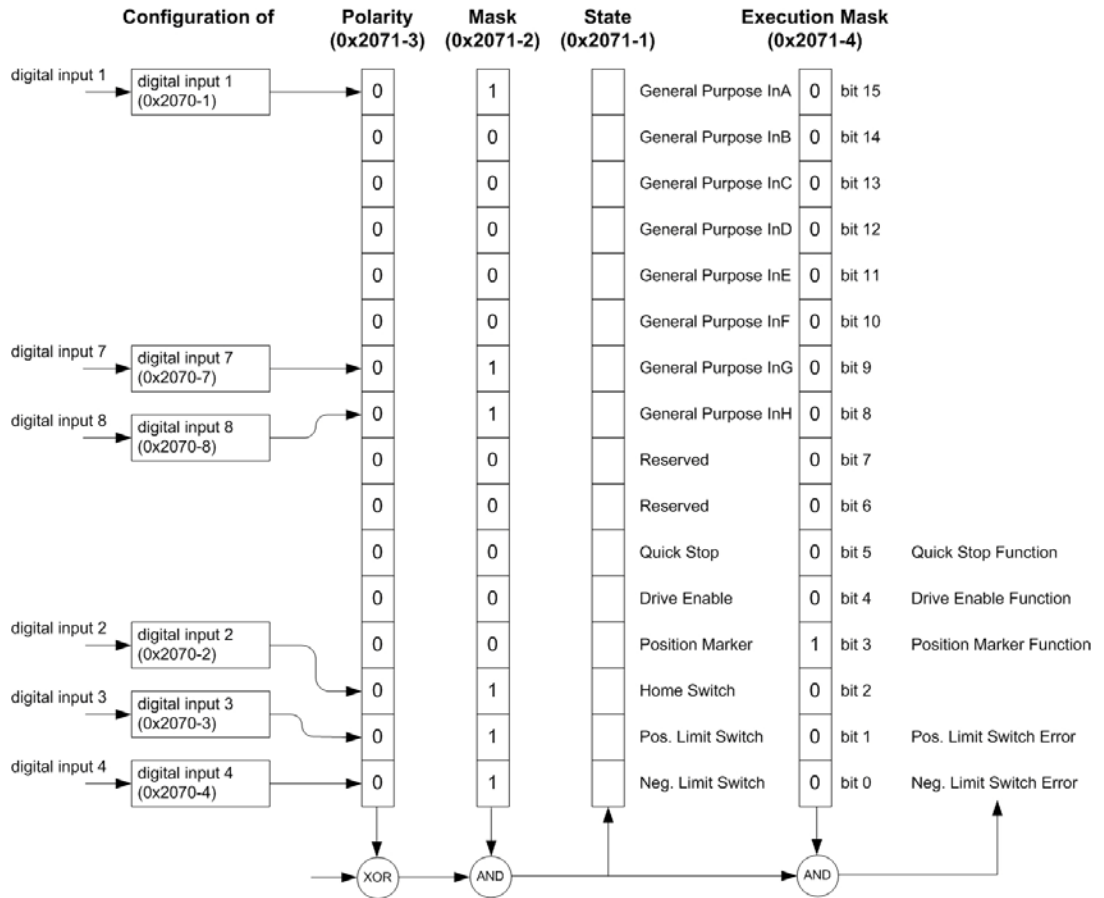 Configuration of Polarity Mask State Execution Mask
(0x2071-3) (0x2071-2) (0x2071-1) (0x2071-4)
digital input 1 digital input 1
(0x2070-1) 0 1 General Purpose InA 0 bit 15
0 0 General Purpose InB 0 bit 14
0 0 General Purpose InC 0 bit 13
0 0 General Purpose InD 0 bit 12
0 0 General Purpose InE 0 bit 11
0 0 General Purpose InF 0 bit 10
digital input 7 digital input 7
(0x2070-7) 0 1 General Purpose InG 0 bit 9
digital input 8 digital input 8
(0x2070-8) 0 1 General Purpose InH 0 bit 8
0 0 Reserved 0 bit 7
0 0 Reserved 0 bit 6
0 0 Quick Stop 0 bit 5 Quick Stop Function
0 0 Drive Enable 0 bit 4 Drive Enable Function
digital input 2 digital input 2
(0x2070-2) 0 0 Position Marker 1 bit 3 Position Marker Function
0 1 Home Switch 0 bit 2
digital input 3 digital input 3
(0x2070-3) 0 1 Pos. Limit Switch 0 bit 1 Pos. Limit Switch Error
digital input 4 digital input 4
(0x2070-4) 0 1 Neg. Limit Switch 0 bit 0 Neg. Limit Switch Error
XOR AND AND